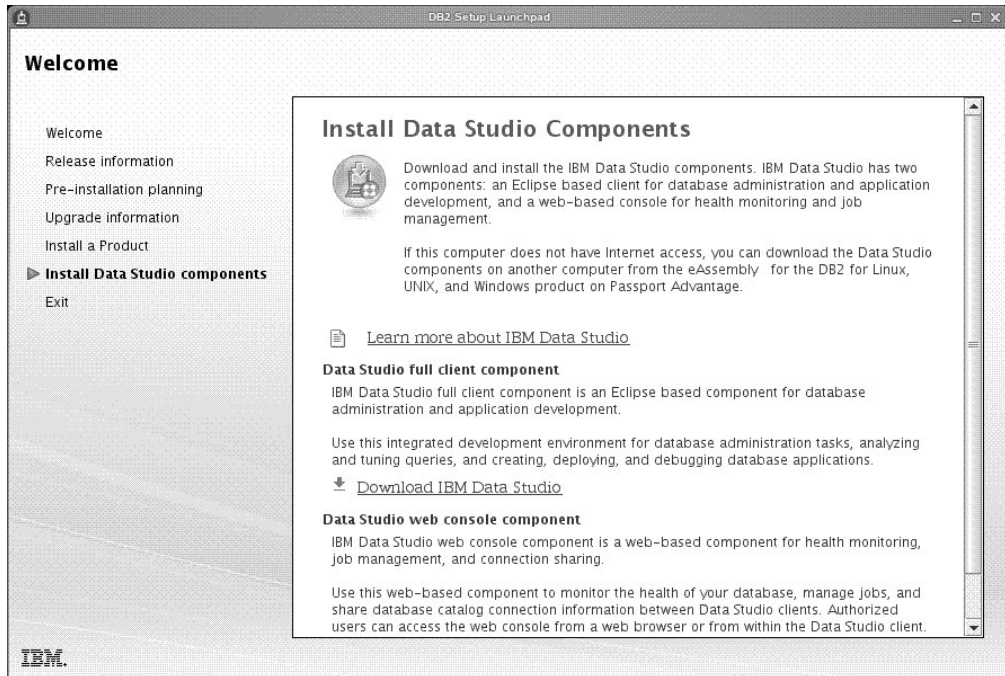 DB2 Setup Launchpad
Welcome
Welcome
Release information
Pre-installation planning
Upgrade information
Install a Product
Install Data Studio components
Exit
Install Data Studio Components
Download and install the IBM Data Studio components. IBM Data Studio has two
components: an Eclipse based client for database administration and application
development, and a web-based console for health monitoring and job
management.
If this computer does not have Internet access, you can download the Data Studio
components on another computer from the eAssembly for the DB2 for Linux,
UNIX, and Windows product on Passport Advantage.
Learn more about IBM Data Studio
Data Studio full client component
IBM Data Studio full client component is an Eclipse based component for database
administration and application development.
Use this integrated development environment for database administration tasks, analyzing
and tuning queries, and creating, deploying, and debugging database applications.
Download IBM Data Studio
Data Studio web console component
IBM Data Studio web console component is a web-based component for health monitoring,
job management, and connection sharing.
Use this web-based component to monitor the health of your database, manage jobs, and
share database catalog connection information between Data Studio clients. Authorized
users can access the web console from a web browser or from within the Data Studio client.
IBM.